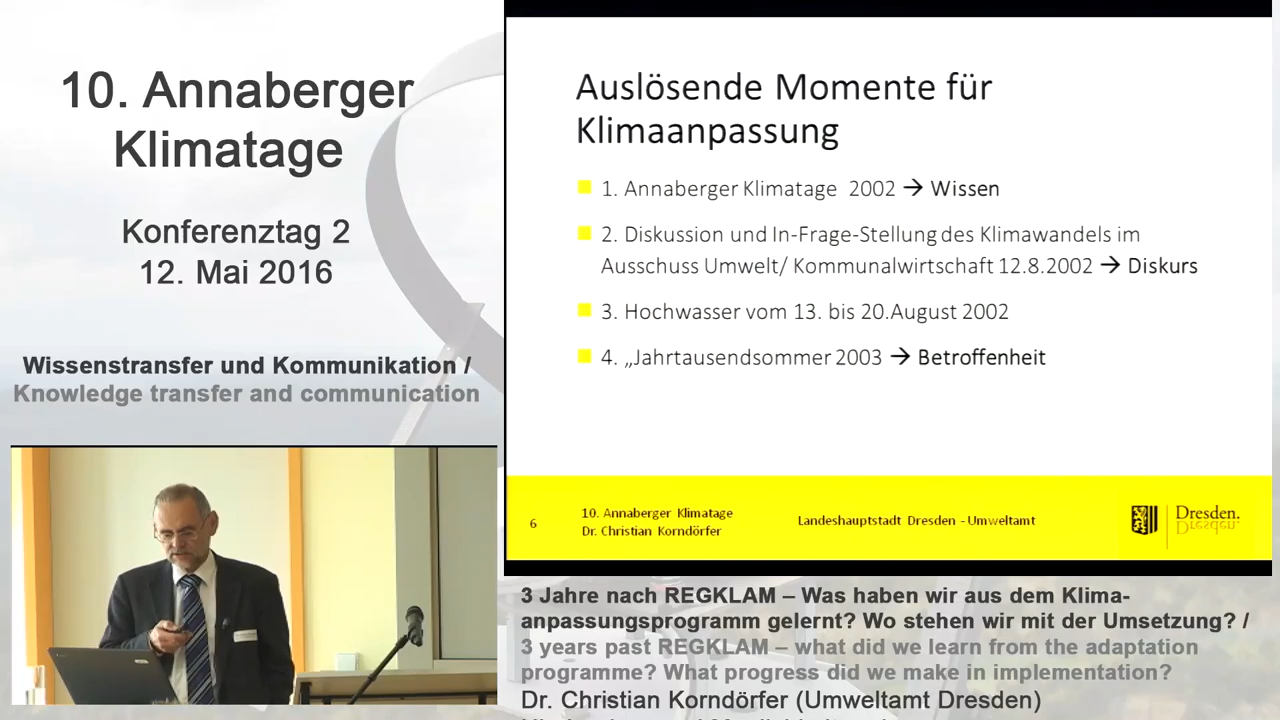 10. Annaberger
Klimatage
Konferenztag 2
12. Mai 2016
Wissenstransfer und Kommunikation /
Knowledge transfer and communication
Auslösende Momente für
Klimaanpassung
1. Annaberger Klimatage 2002 → Wissen
2. Diskussion und In-Frage-Stellung des Klimawandels im
Ausschuss Umwelt/ Kommunalwirtschaft 12.8.2002 → Diskurs
3. Hochwasser vom 13. bis 20.August 2002
4. „Jahrtausendsommer 2003 → Betroffenheit
6
10. Annaberger Klimatage
Dr. Christian Korndörfer
Landeshauptstadt Dresden - Umweltamt
Dresden.
Dresden.
3 Jahre nach REGKLAM – Was haben wir aus dem Klima-
anpassungsprogramm gelernt? Wo stehen wir mit der Umsetzung? /
3 years past REGKLAM – what did we learn from the adaptation
programme? What progress did we make in implementation?
Dr. Christian Korndörfer (Umweltamt Dresden)